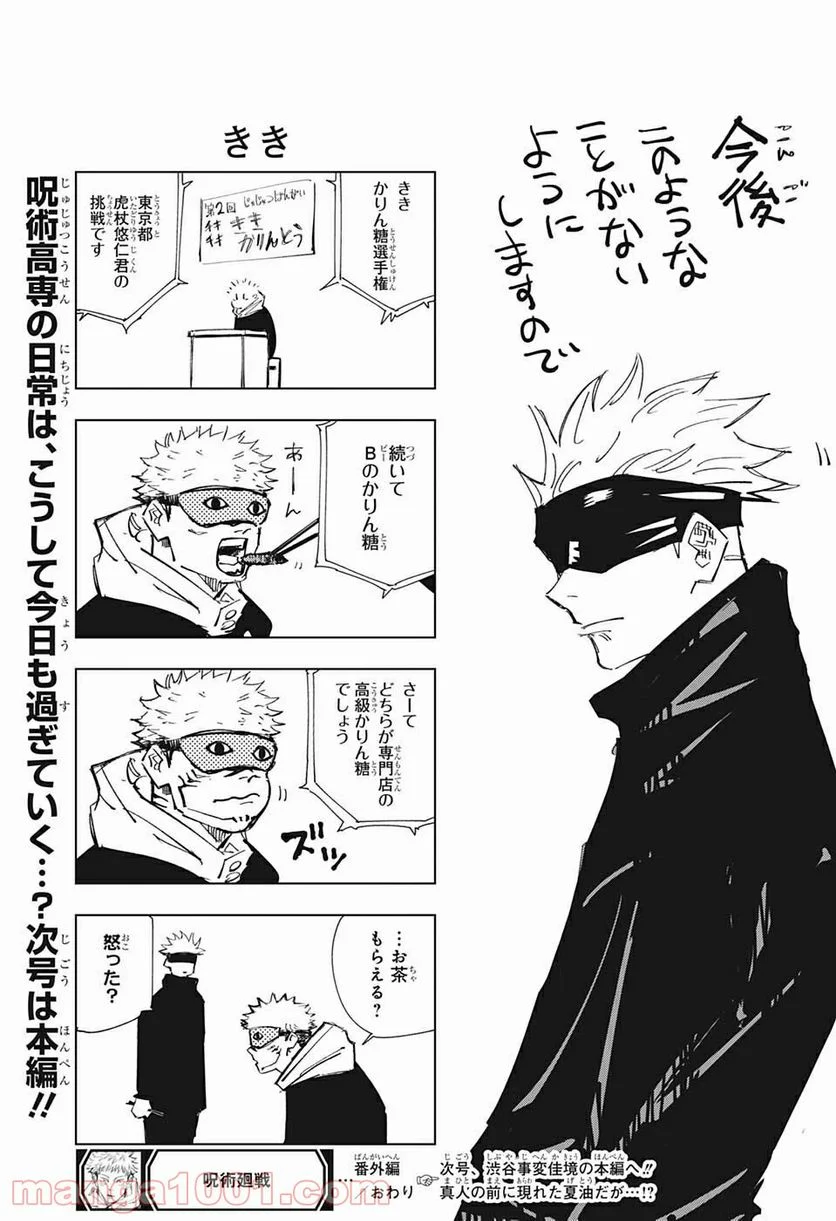 今後
このような
ことがない
ように
しますので
きき
きき
かりん糖選手権
第2回 じゅじゅつはんがい
キキ きき
キキ かりんとう
東京都
虎杖悠仁君の
挑戦です
続いて
Bのかりん糖
あーん
さーて
どちらが専門店の
高級かりん糖
でしょう
ズズッ
…お茶
もらえる?
怒った?
呪術高専の日常は、こうして今日も過ぎていく…?次号は本編!!
呪術廻戦
番外編
… おわり
☞次号、渋谷事変佳境の本編へ!!
真人の前に現れた夏油だが…!?
manga1001.com